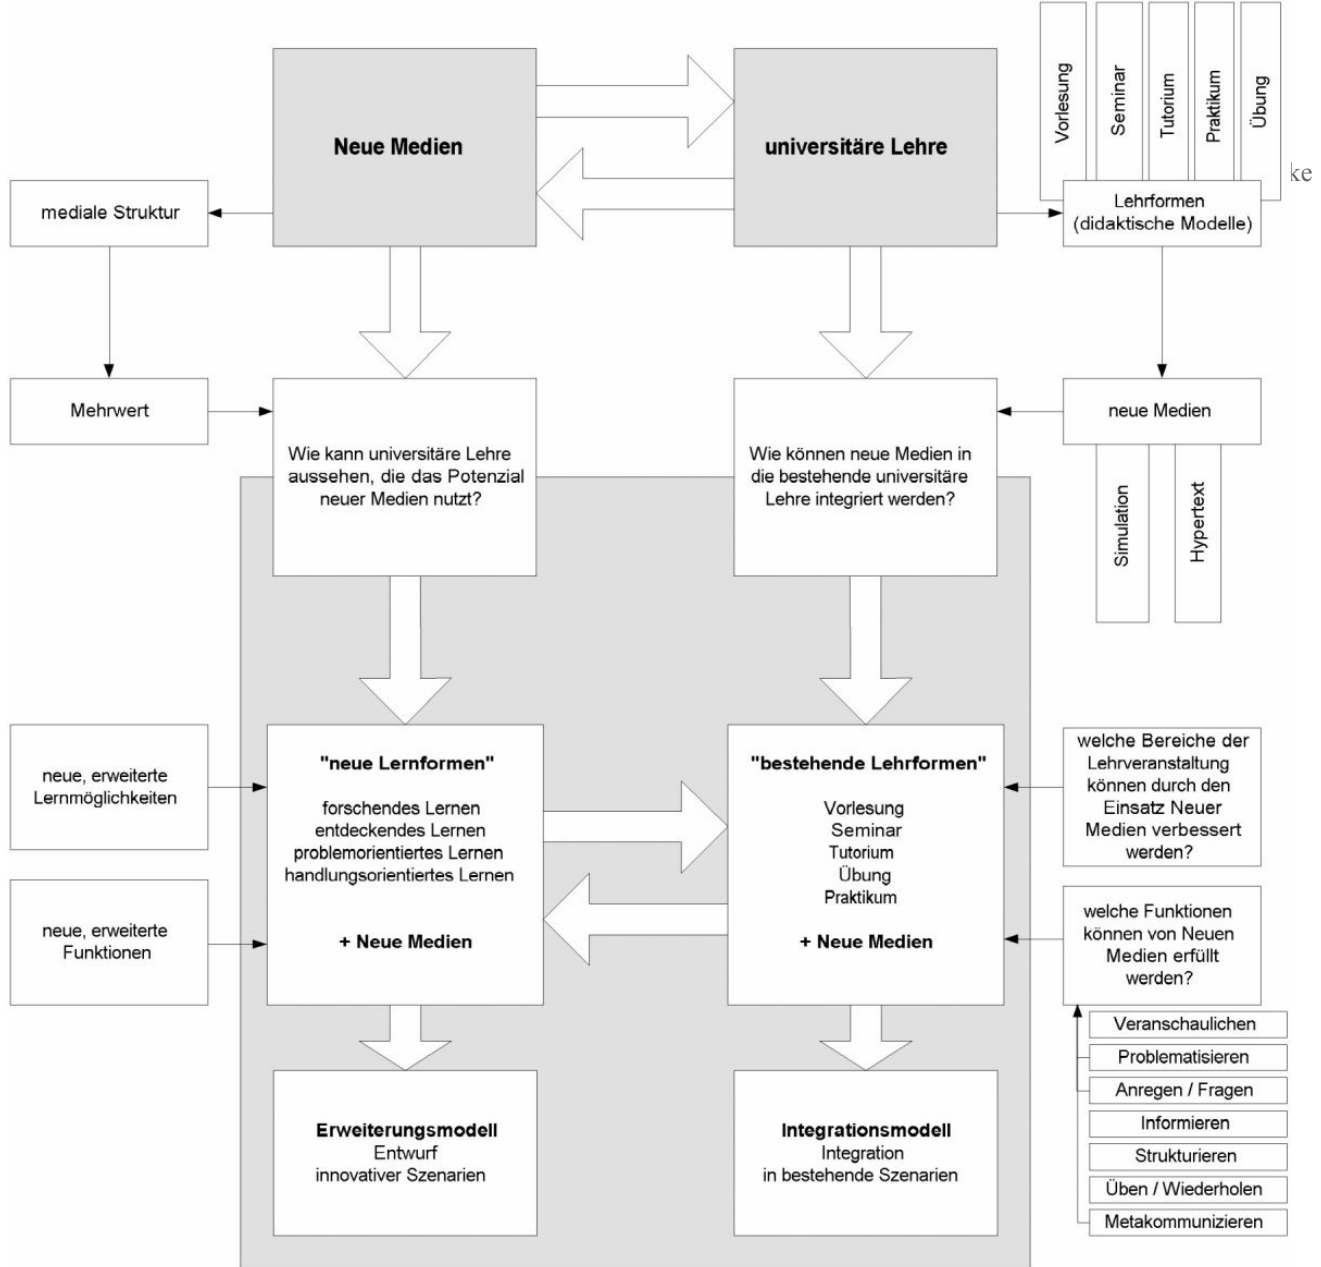 Vorlesung
Seminar
Tutorium
Praktikum
Übung
Neue Medien
universitäre Lehre
ke
mediale Struktur
Lehrformen
(didaktische Modelle)
Mehrwert
neue Medien
Wie kann universitäre Lehre
aussehen, die das Potenzial
neuer Medien nutzt?
Wie können neue Medien in
die bestehende universitäre
Lehre integriert werden?
Simulation
Hypertext
neue, erweiterte
Lernmöglichkeiten
"neue Lernformen"
forschendes Lernen
entdeckendes Lernen
problemorientiertes Lernen
handlungsorientiertes Lernen
+ Neue Medien
"bestehende Lehrformen"
Vorlesung
Seminar
Tutorium
Übung
Praktikum
+ Neue Medien
welche Bereiche der
Lehrveranstaltung
können durch den
Einsatz Neuer
Medien verbessert
werden?
neue, erweiterte
Funktionen
welche Funktionen
können von Neuen
Medien erfüllt
werden?
Veranschaulichen
Problematisieren
Anregen / Fragen
Informieren
Strukturieren
Üben / Wiederholen
Metakommunizieren
Erweiterungsmodell
Entwurf
innovativer Szenarien
Integrationsmodell
Integration
in bestehende Szenarien